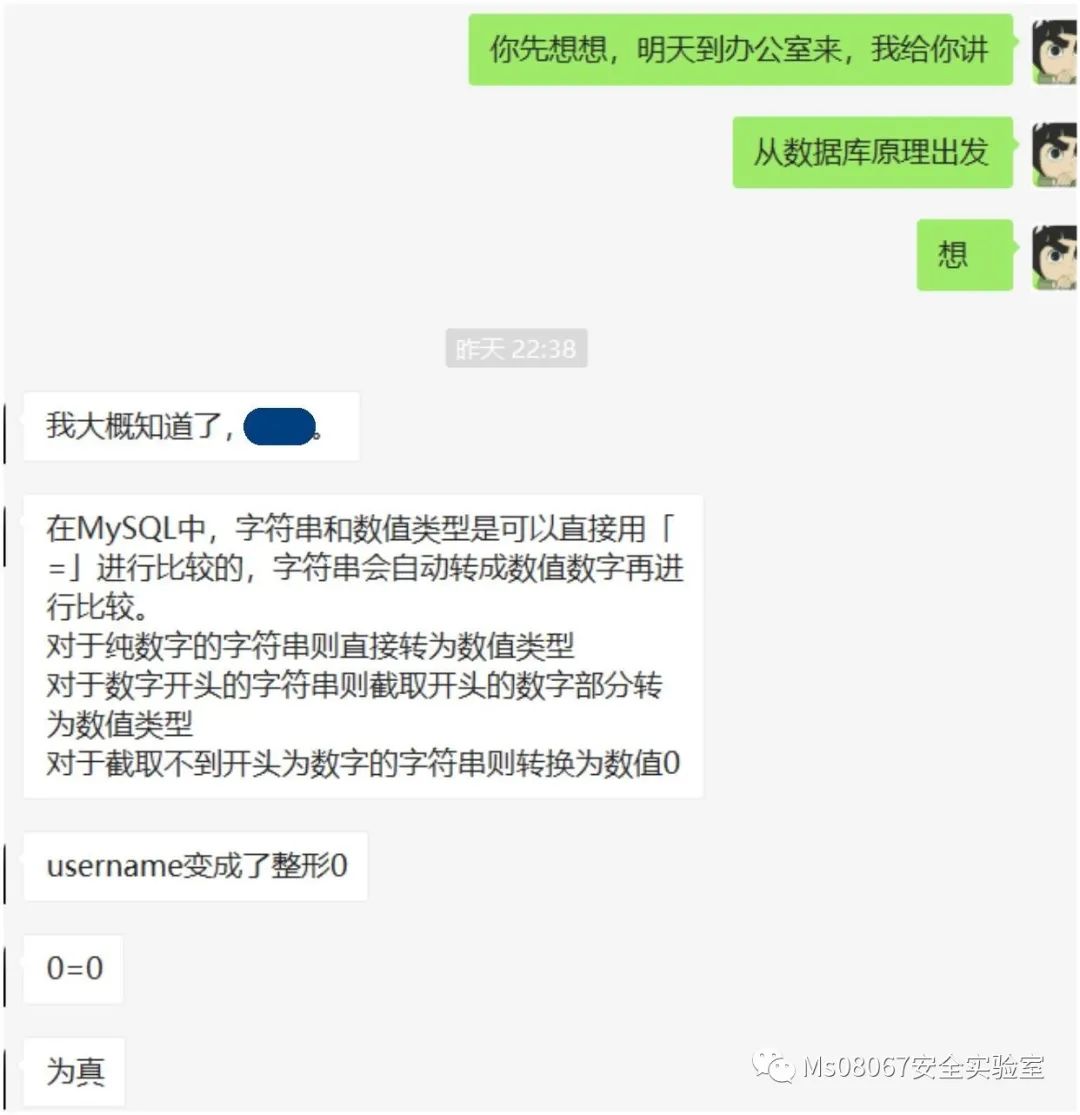 你先想想，明天到办公室来，我给你讲
从数据库原理出发
想
昨天 22:38
我大概知道了，。
在MySQL中，字符串和数值类型是可以直接用「
=」进行比较的，字符串会自动转成数值数字再进
行比较。
对于纯数字的字符串则直接转为数值类型
对于数字开头的字符串则截取开头的数字部分转
为数值类型
对于截取不到开头为数字的字符串则转换为数值0
username变成了整形0
0=0
为真
Ms08067安全实验室